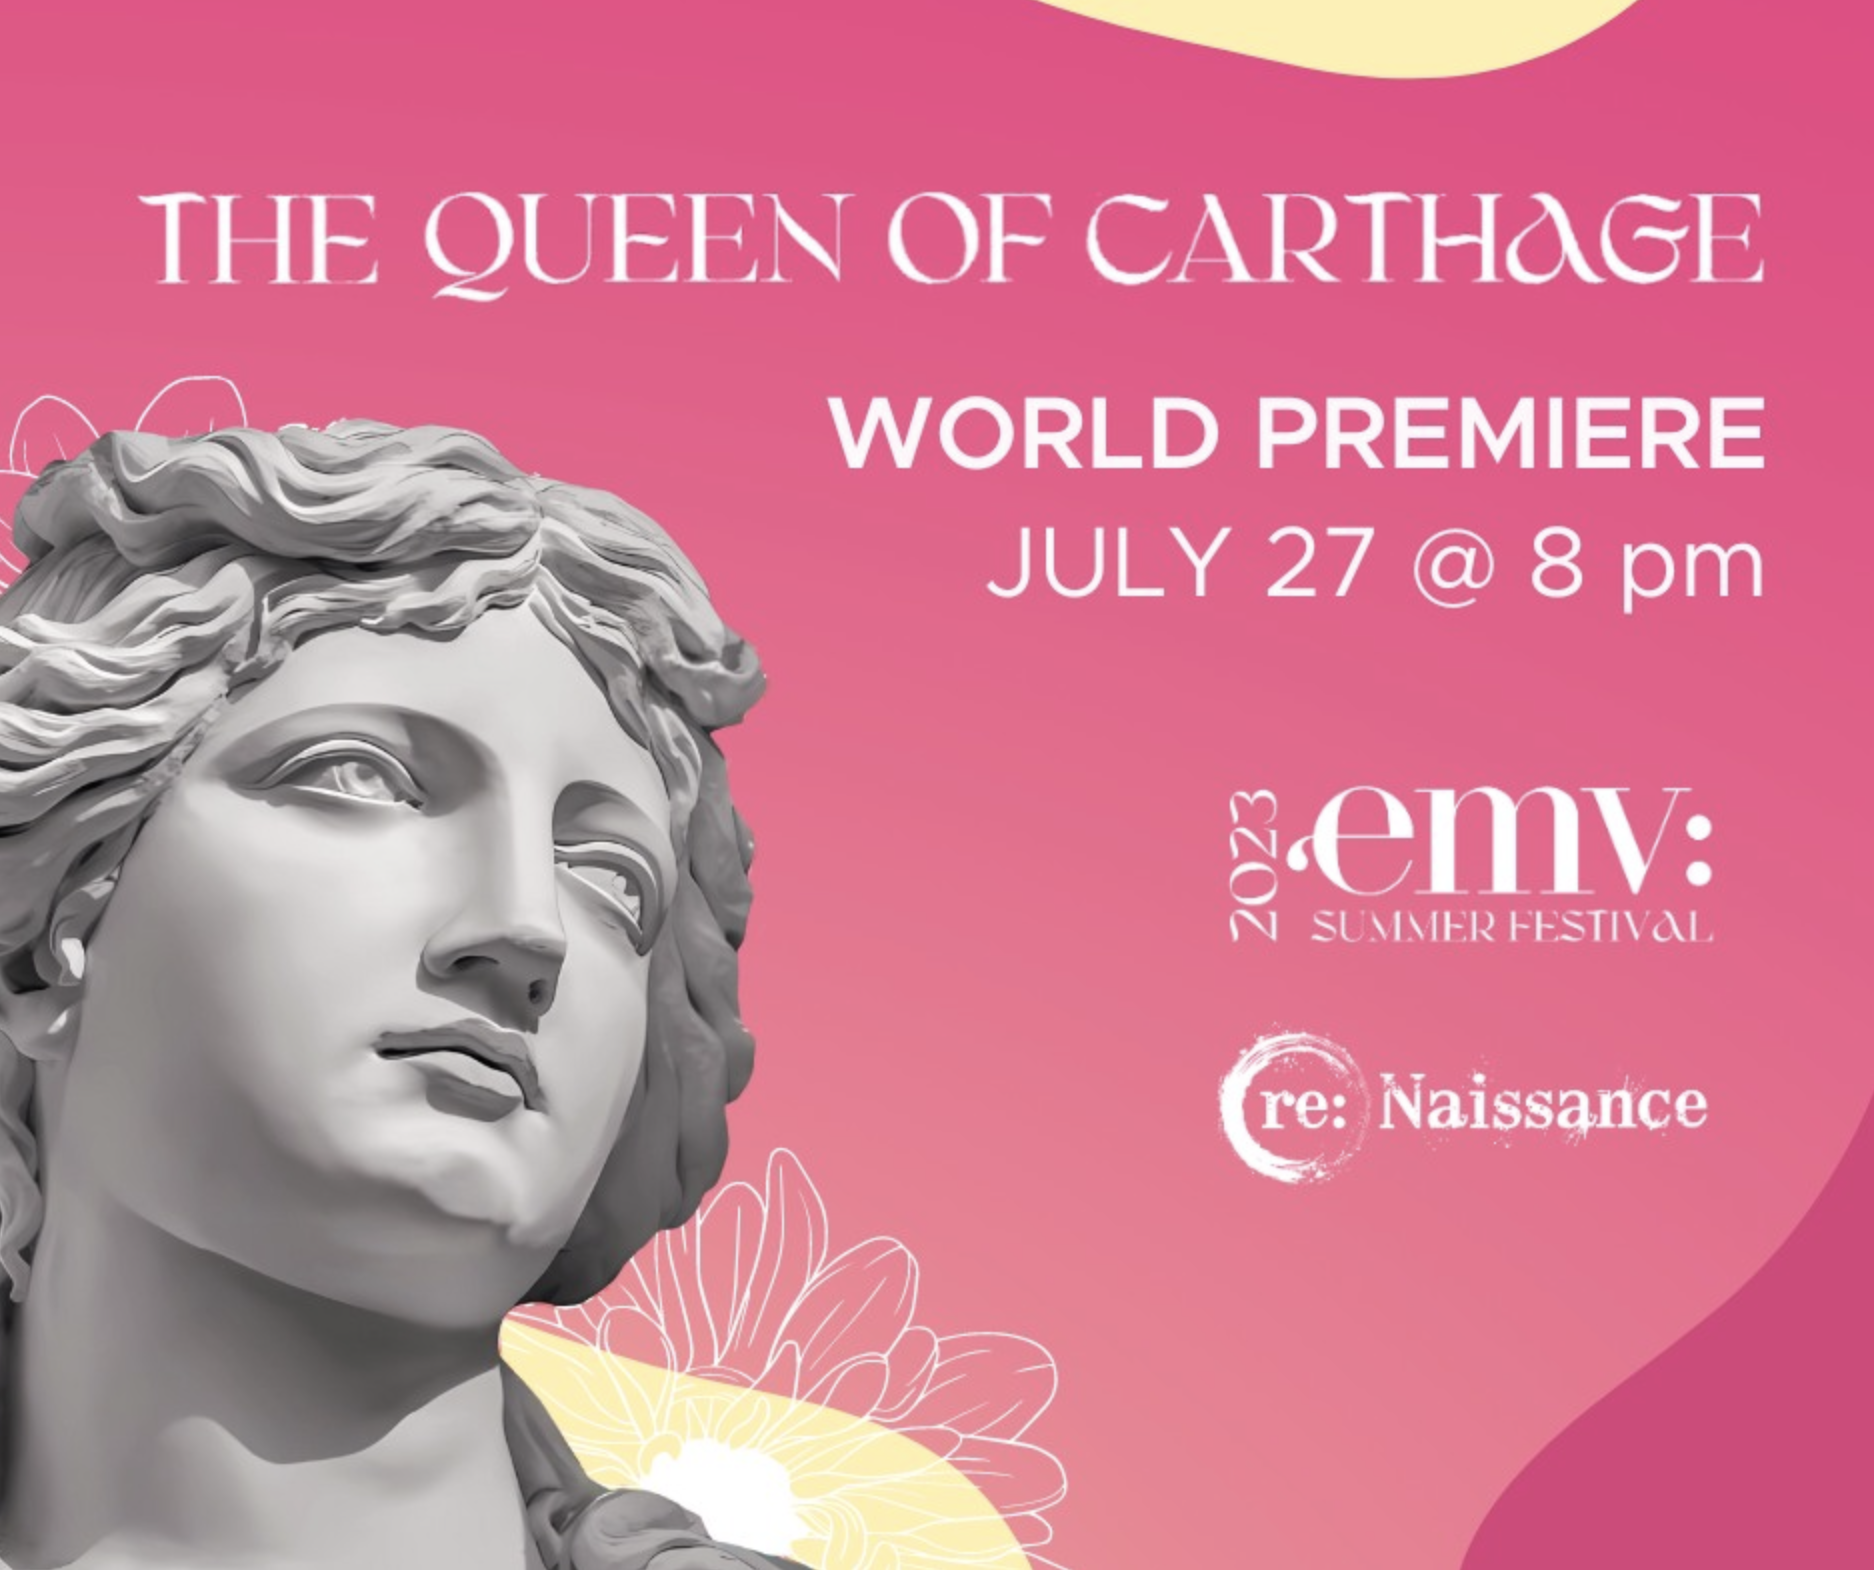 THE QUEEN OF CARTHAGE
WORLD PREMIERE
JULY 27 @ 8 pm
2023
emv:
SUMMER FESTIVAL
re: Naissance